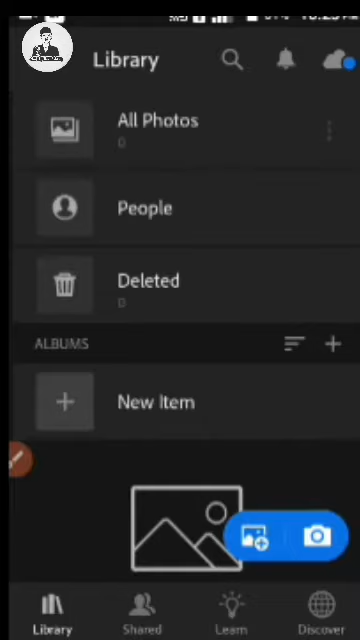 Library
All Photos
0
People
Deleted
0
ALBUMS
New Item
Library
Shared
Learn
Discover